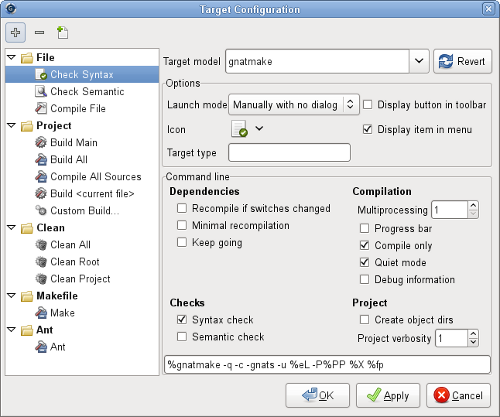 Target Configuration
File
Check Syntax
Check Semantic
Compile File
Project
Build Main
Build All
Compile All Sources
Build <current file>
Custom Build...
Clean
Clean All
Clean Root
Clean Project
Makefile
Make
Ant
Ant
Target model gnatmake Revert
Options
Launch mode Manually with no dialog Display button in toolbar
Icon Display item in menu
Target type
Command line
Dependencies
Recompile if switches changed
Minimal recompilation
Keep going
Compilation
Multiprocessing 1
Progress bar
Compile only
Quiet mode
Debug information
Checks
Syntax check
Semantic check
Project
Create object dirs
Project verbosity 1
%gnatmake -q -c -gnats -u %eL -P%PP %X %fp
OK Apply Cancel